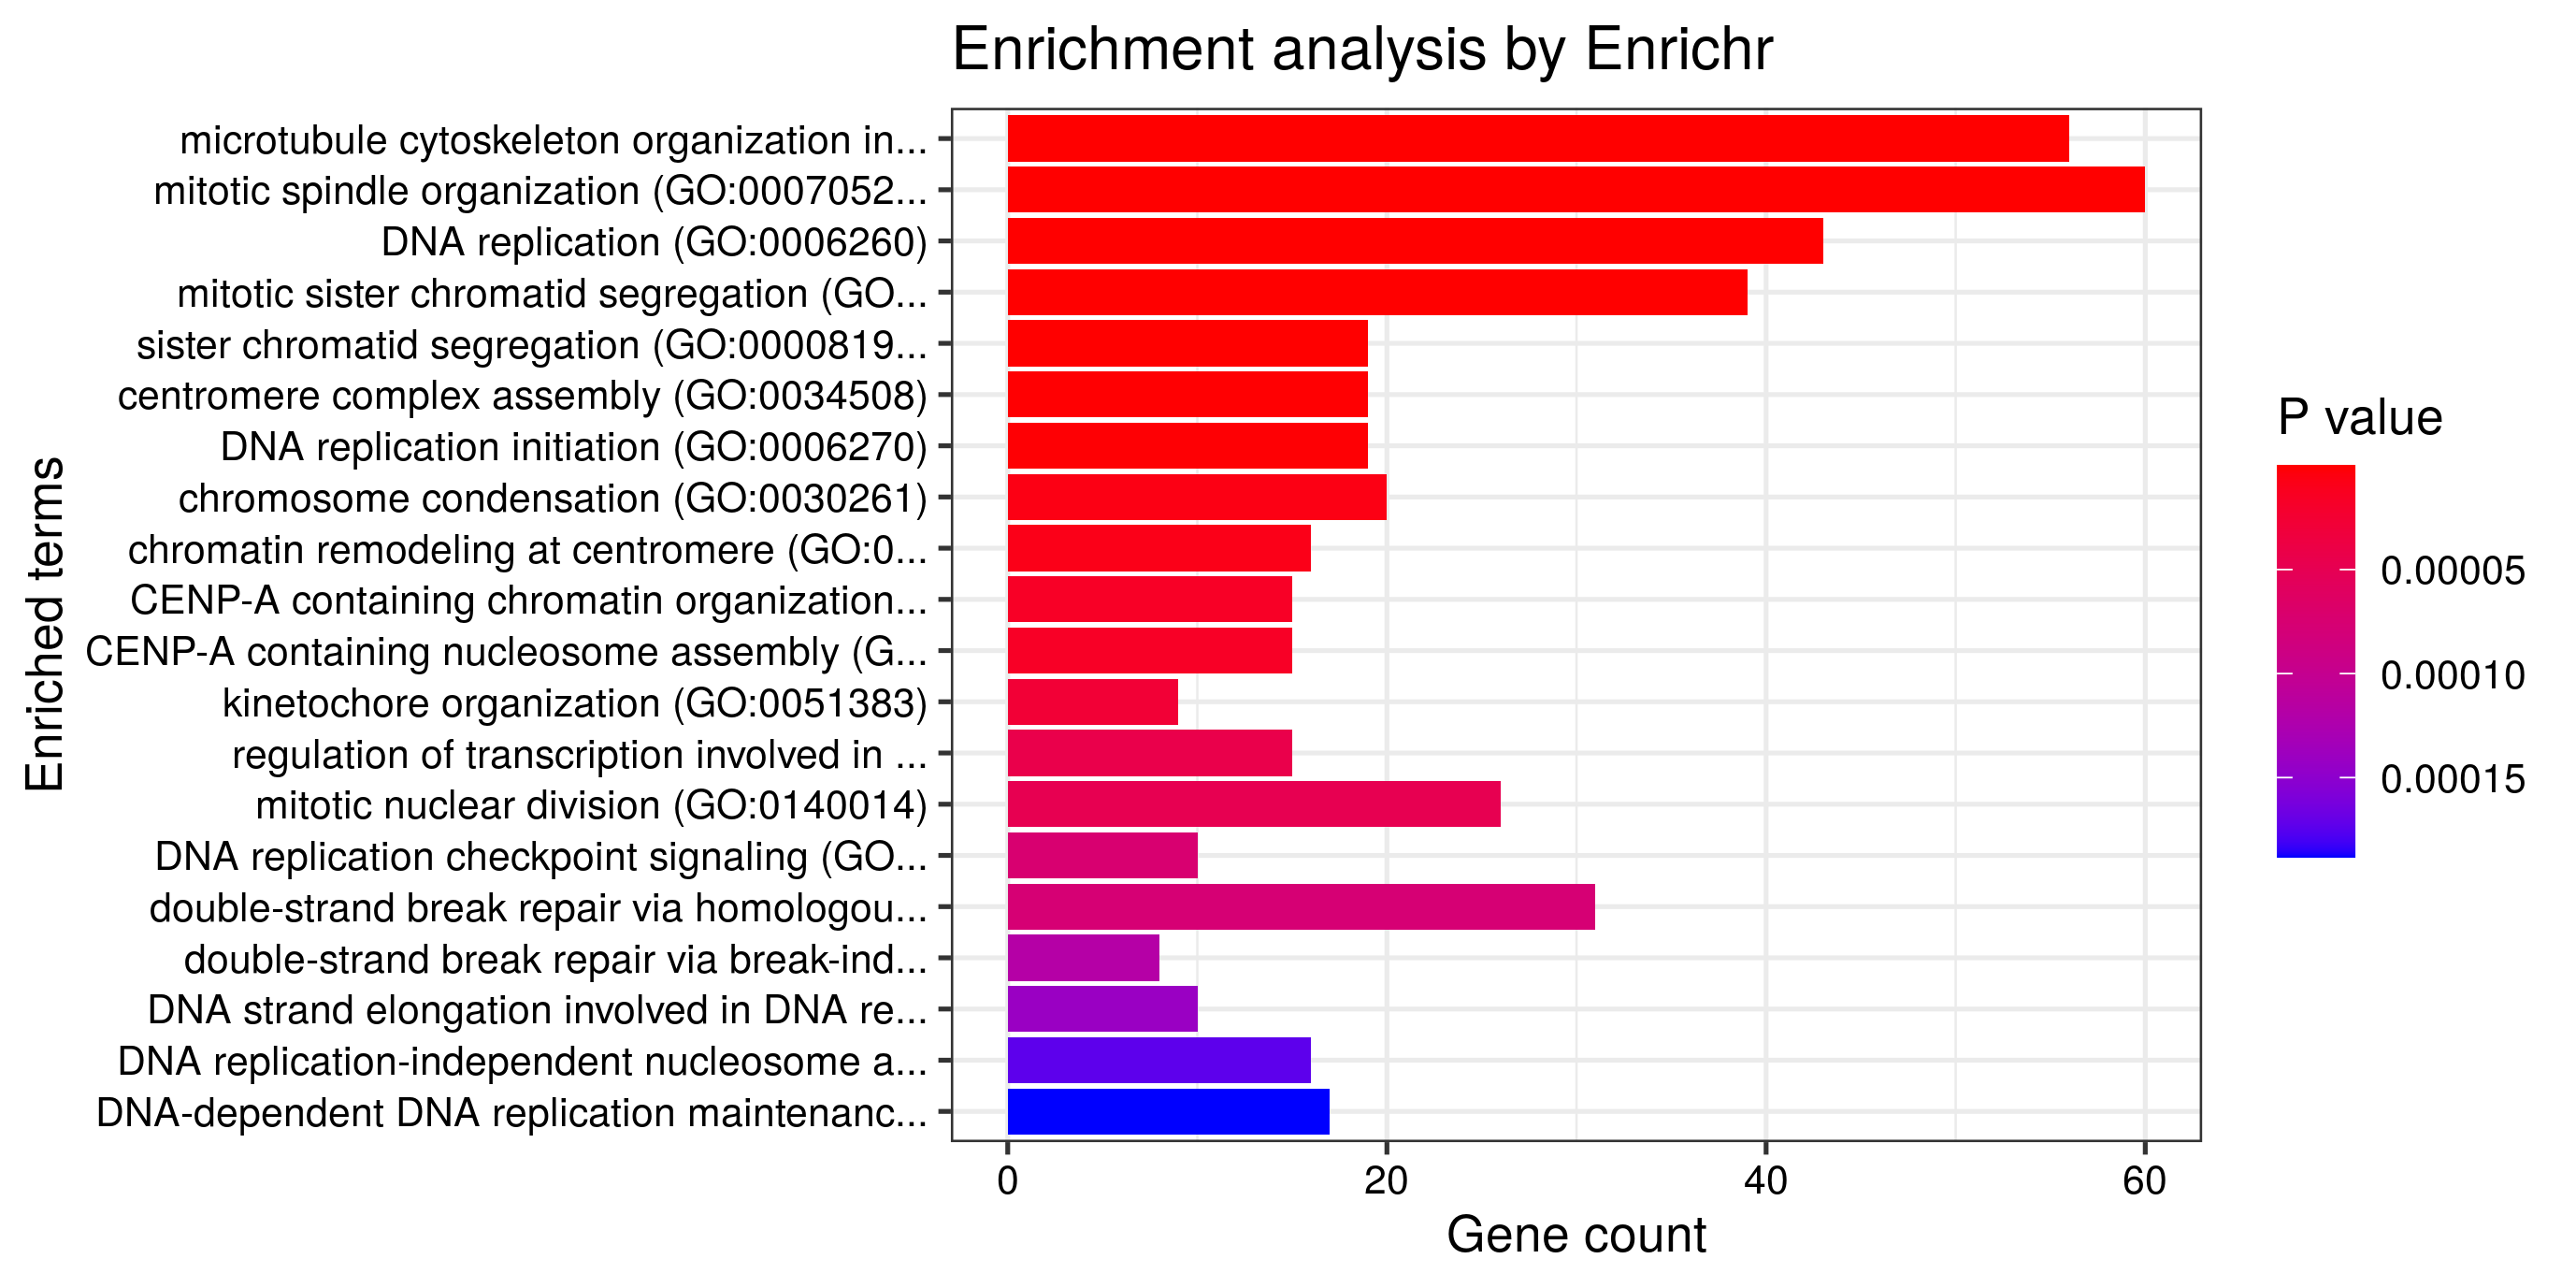 Enrichment analysis by Enrichr
microtubule cytoskeleton organization in...
mitotic spindle organization (GO:0007052...
DNA replication (GO:0006260)
mitotic sister chromatid segregation (GO...
sister chromatid segregation (GO:0000819...
centromere complex assembly (GO:0034508)
DNA replication initiation (GO:0006270)
chromosome condensation (GO:0030261)
chromatin remodeling at centromere (GO:0...
CENP-A containing chromatin organization...
CENP-A containing nucleosome assembly (G...
kinetochore organization (GO:0051383)
regulation of transcription involved in ...
mitotic nuclear division (GO:0140014)
DNA replication checkpoint signaling (GO...
double-strand break repair via homologou...
double-strand break repair via break-ind...
DNA strand elongation involved in DNA re...
DNA replication-independent nucleosome a...
DNA-dependent DNA replication maintenanc...
Enriched terms
0 20 40 60
Gene count
P value
0.00005
0.00010
0.00015